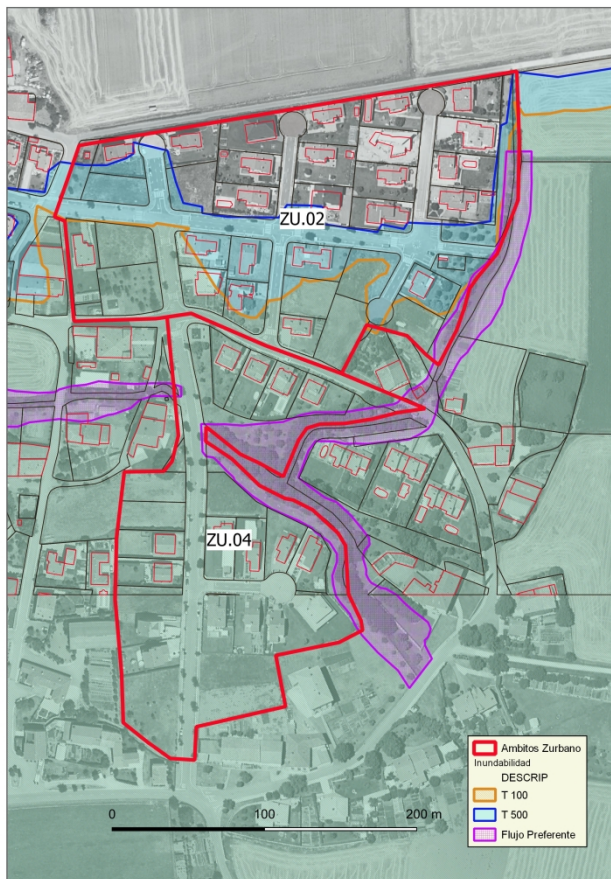 ZU.02
ZU.04
Ambitos Zurbano
Inundabilidad
DESCRIP
T 100
T 500
Flujo Preferente
0 100 200 m